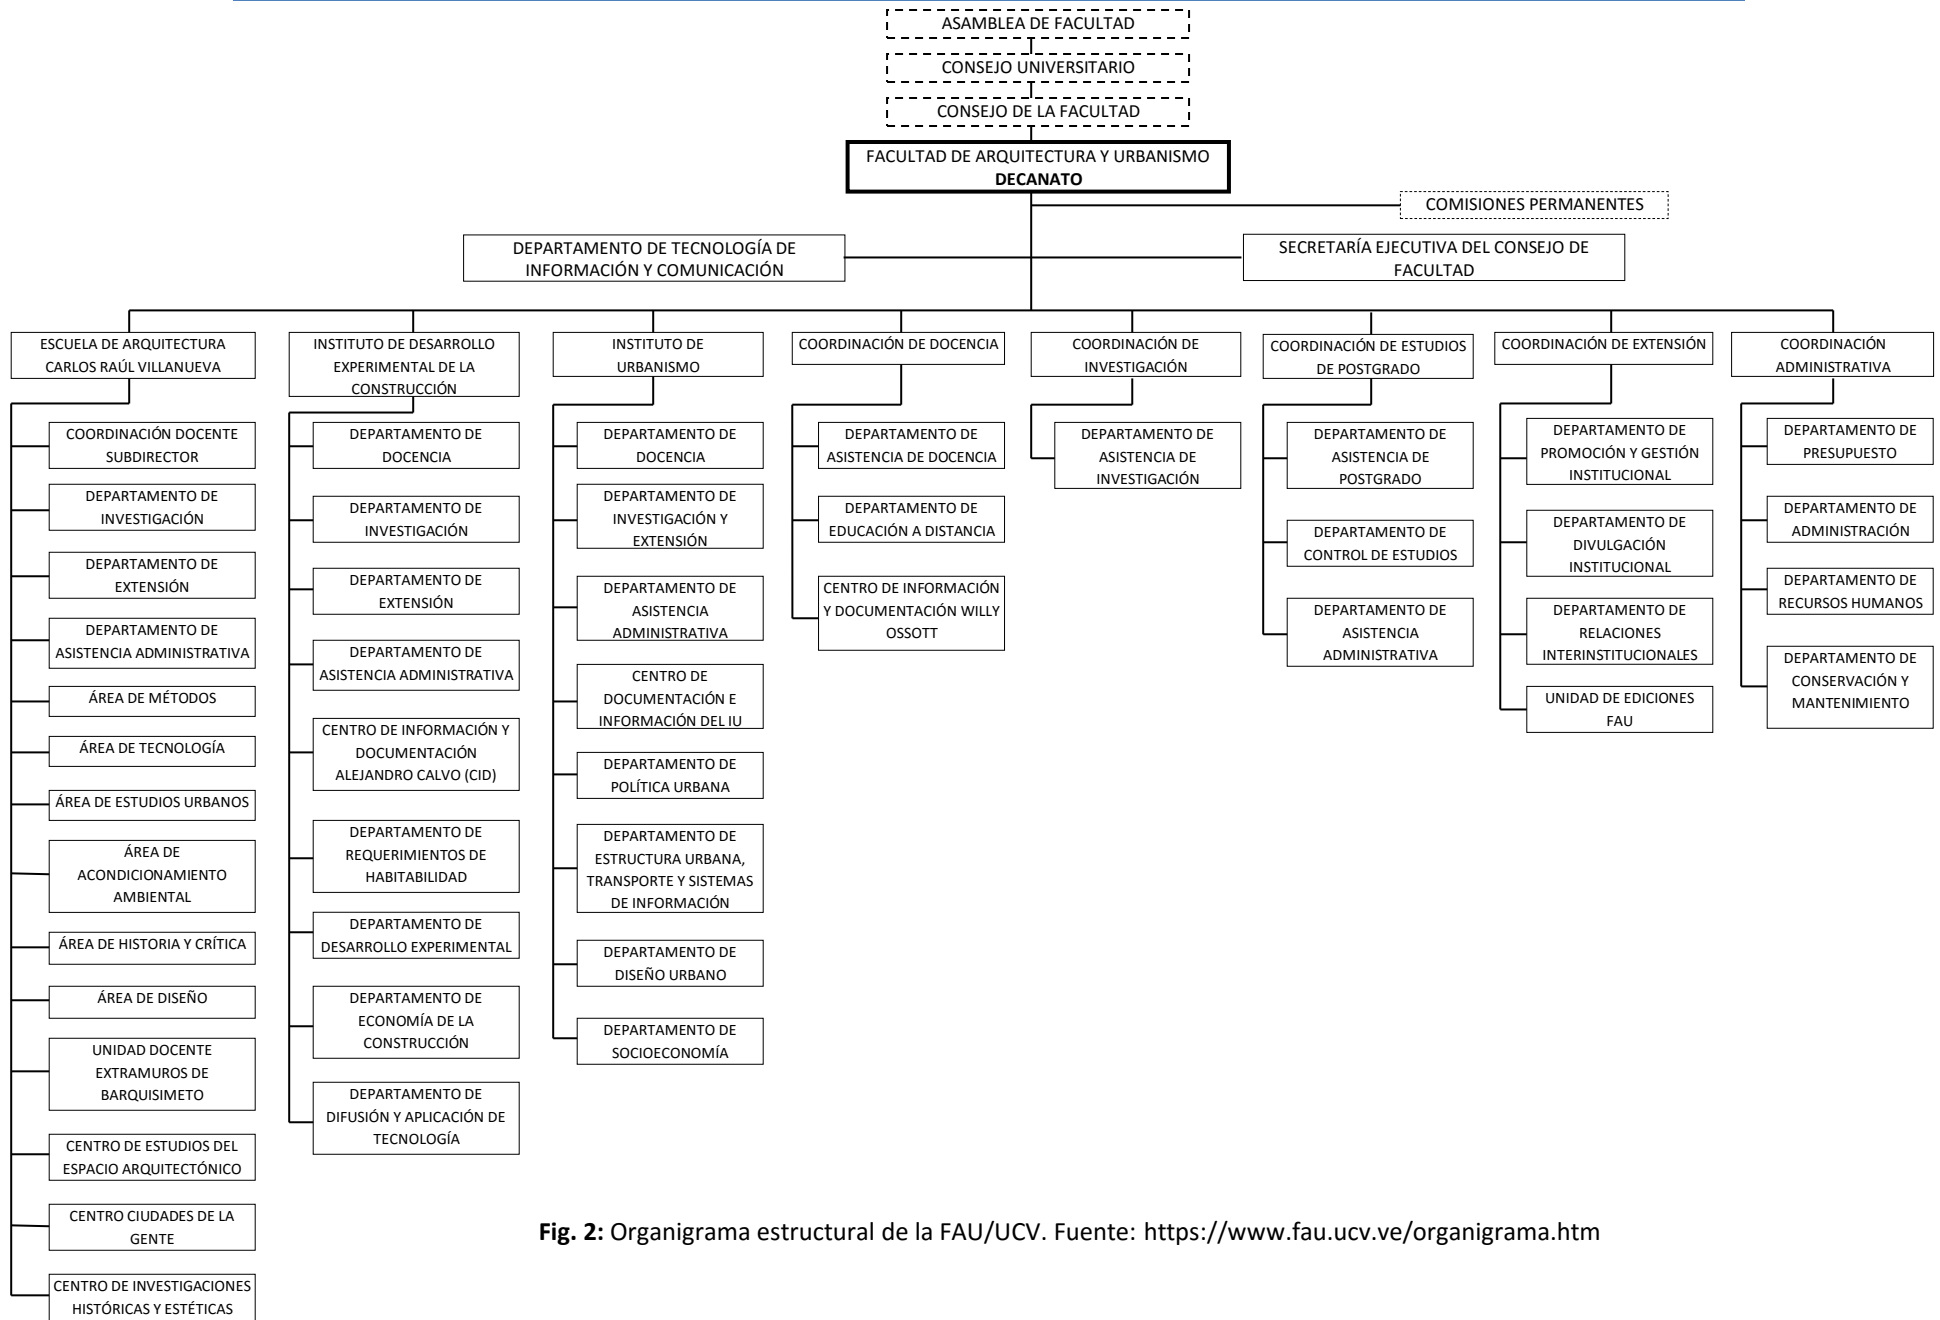 ASAMBLEA DE FACULTAD
CONSEJO UNIVERSITARIO
CONSEJO DE LA FACULTAD
FACULTAD DE ARQUITECTURA Y URBANISMO
DECANATO
COMISIONES PERMANENTES
DEPARTAMENTO DE TECNOLOGÍA DE
INFORMACIÓN Y COMUNICACIÓN
SECRETARÍA EJECUTIVA DEL CONSEJO DE
FACULTAD
ESCUELA DE ARQUITECTURA
CARLOS RAÚL VILLANUEVA
COORDINACIÓN DOCENTE
SUBDIRECTOR
DEPARTAMENTO DE
INVESTIGACIÓN
DEPARTAMENTO DE
EXTENSIÓN
DEPARTAMENTO DE
ASISTENCIA ADMINISTRATIVA
ÁREA DE MÉTODOS
ÁREA DE TECNOLOGÍA
ÁREA DE ESTUDIOS URBANOS
ÁREA DE
ACONDICIONAMIENTO
AMBIENTAL
ÁREA DE HISTORIA Y CRÍTICA
ÁREA DE DISEÑO
UNIDAD DOCENTE
EXTRAMUROS DE
BARQUISIMETO
CENTRO DE ESTUDIOS DEL
ESPACIO ARQUITECTÓNICO
CENTRO CIUDADES DE LA
GENTE
CENTRO DE INVESTIGACIONES
HISTÓRICAS Y ESTÉTICAS
INSTITUTO DE DESARROLLO
EXPERIMENTAL DE LA
CONSTRUCCIÓN
DEPARTAMENTO DE
DOCENCIA
DEPARTAMENTO DE
INVESTIGACIÓN
DEPARTAMENTO DE
EXTENSIÓN
DEPARTAMENTO DE
ASISTENCIA ADMINISTRATIVA
CENTRO DE INFORMACIÓN Y
DOCUMENTACIÓN
ALEJANDRO CALVO (CID)
DEPARTAMENTO DE
REQUERIMIENTOS DE
HABITABILIDAD
DEPARTAMENTO DE
DESARROLLO EXPERIMENTAL
DEPARTAMENTO DE
ECONOMÍA DE LA
CONSTRUCCIÓN
DEPARTAMENTO DE
DIFUSIÓN Y APLICACIÓN DE
TECNOLOGÍA
INSTITUTO DE
URBANISMO
DEPARTAMENTO DE
DOCENCIA
DEPARTAMENTO DE
INVESTIGACIÓN Y
EXTENSIÓN
DEPARTAMENTO DE
ASISTENCIA
ADMINISTRATIVA
CENTRO DE
DOCUMENTACIÓN E
INFORMACIÓN DEL IU
DEPARTAMENTO DE
POLÍTICA URBANA
DEPARTAMENTO DE
ESTRUCTURA URBANA,
TRANSPORTE Y SISTEMAS
DE INFORMACIÓN
DEPARTAMENTO DE
DISEÑO URBANO
DEPARTAMENTO DE
SOCIOECONOMÍA
COORDINACIÓN DE DOCENCIA
DEPARTAMENTO DE
ASISTENCIA DE DOCENCIA
DEPARTAMENTO DE
EDUCACIÓN A DISTANCIA
CENTRO DE INFORMACIÓN
Y DOCUMENTACIÓN WILLY
OSSOTT
COORDINACIÓN DE
INVESTIGACIÓN
DEPARTAMENTO DE
ASISTENCIA DE
INVESTIGACIÓN
COORDINACIÓN DE ESTUDIOS
DE POSTGRADO
DEPARTAMENTO DE
ASISTENCIA DE
POSTGRADO
DEPARTAMENTO DE
CONTROL DE ESTUDIOS
DEPARTAMENTO DE
ASISTENCIA
ADMINISTRATIVA
COORDINACIÓN DE EXTENSIÓN
DEPARTAMENTO DE
PROMOCIÓN Y GESTIÓN
INSTITUCIONAL
DEPARTAMENTO DE
DIVULGACIÓN
INSTITUCIONAL
DEPARTAMENTO DE
RELACIONES
INTERINSTITUCIONALES
UNIDAD DE EDICIONES
FAU
COORDINACIÓN
ADMINISTRATIVA
DEPARTAMENTO DE
PRESUPUESTO
DEPARTAMENTO DE
ADMINISTRACIÓN
DEPARTAMENTO DE
RECURSOS HUMANOS
DEPARTAMENTO DE
CONSERVACIÓN Y
MANTENIMIENTO
Fig. 2: Organigrama estructural de la FAU/UCV. Fuente: https://www.fau.ucv.ve/organigrama.htm